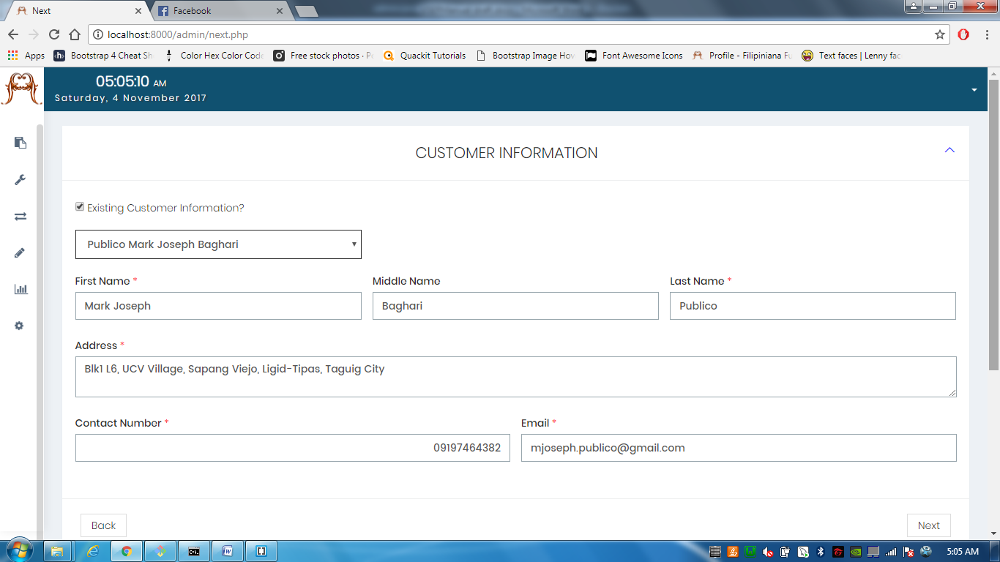 Next
Facebook
localhost:8000/admin/next.php
Apps
Bootstrap 4 Cheat Sh
Color Hex Color Code
Free stock photos · Pe
Quackit Tutorials
Bootstrap Image Hov
Font Awesome Icons
Profile - Filipiniana Fu
Text faces | Lenny fac
05:05:10 AM
Saturday, 4 November 2017
CUSTOMER INFORMATION
Existing Customer Information?
Publico Mark Joseph Baghari
First Name *
Middle Name
Last Name *
Mark Joseph
Baghari
Publico
Address *
Blk1 L6, UCV Village, Sapang Viejo, Ligid-Tipas, Taguig City
Contact Number *
Email *
09197464382
mjoseph.publico@gmail.com
Back
Next
5:05 AM